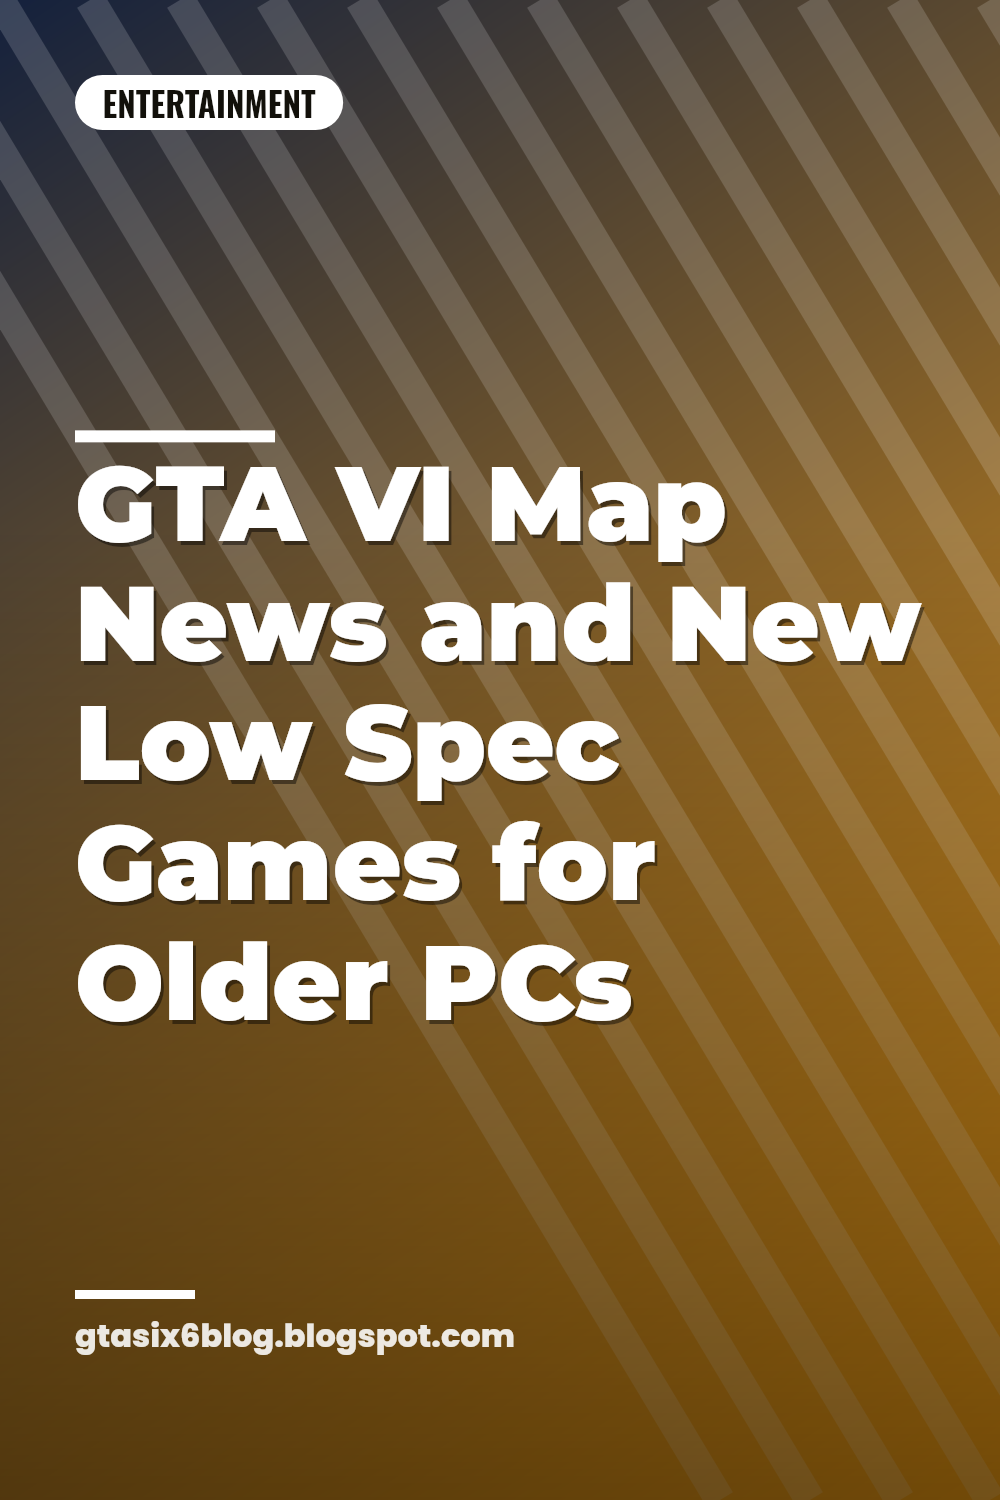 ENTERTAINMENT
GTA VI Map
News and New
Low Spec
Games for
Older PCs
gtasix6blog.blogspot.com